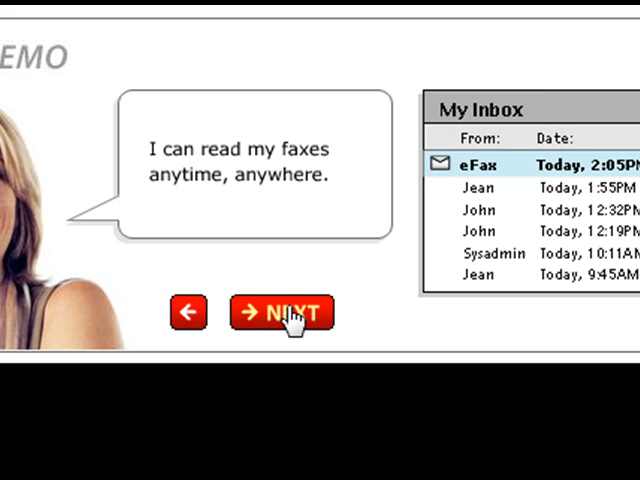 EMO
I can read my faxes
anytime, anywhere.
NEXT
My Inbox
From: Date:
eFax Today, 2:05PM
Jean Today, 1:55PM
John Today, 12:32PM
John Today, 12:19PM
Sysadmin Today, 10:11AM
Jean Today, 9:45AM